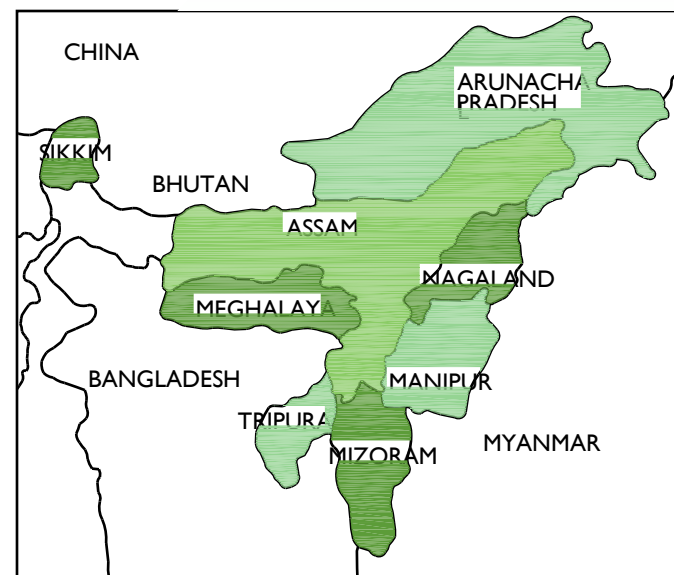 CHINA
ARUNACHA
PRADESH
L
SIKKIM
BHUTAN
ASSAM
NAGALAND
MEGHALAYA
BANGLADESH
MANIPUR
TRIPURA
MYANMAR
MIZORAM